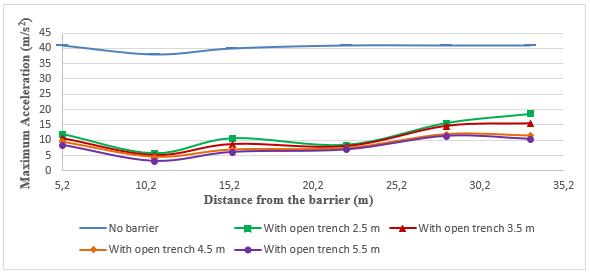 45
40
35
30
25
20
15
10
5
0
Maximum Acceleration (m/s²)
5,2 10,2 15,2 20,2 25,2 30,2 35,2
Distance from the barrier (m)
No barrier With open trench 2.5 m With open trench 3.5 m
With open trench 4.5 m With open trench 5.5 m